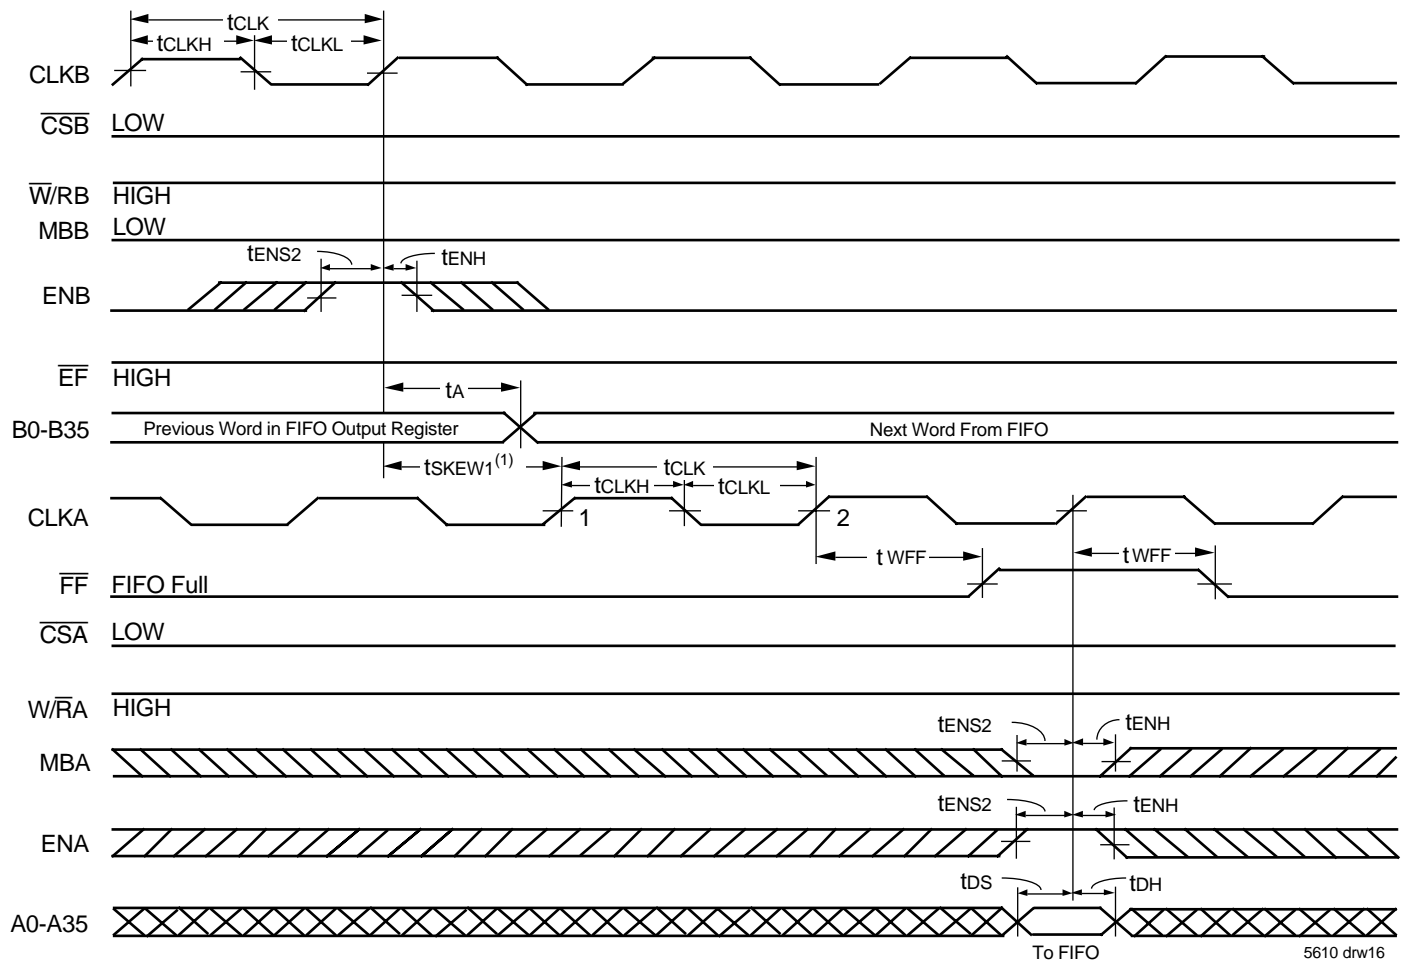 tCLK
tCLKH tCLKL
CLKB
CSB LOW
W/RB HIGH
MBB LOW
tENS2 tENH
ENB
EF HIGH
tA
B0-B35 Previous Word in FIFO Output Register Next Word From FIFO
tSKEW1(1) tCLK
tCLKH tCLKL
CLKA 1 2
tWFF tWFF
FF FIFO Full
CSA LOW
W/RA HIGH
tENS2 tENH
MBA
tENS2 tENH
ENA
tDS tDH
A0-A35
To FIFO 5610 drw16